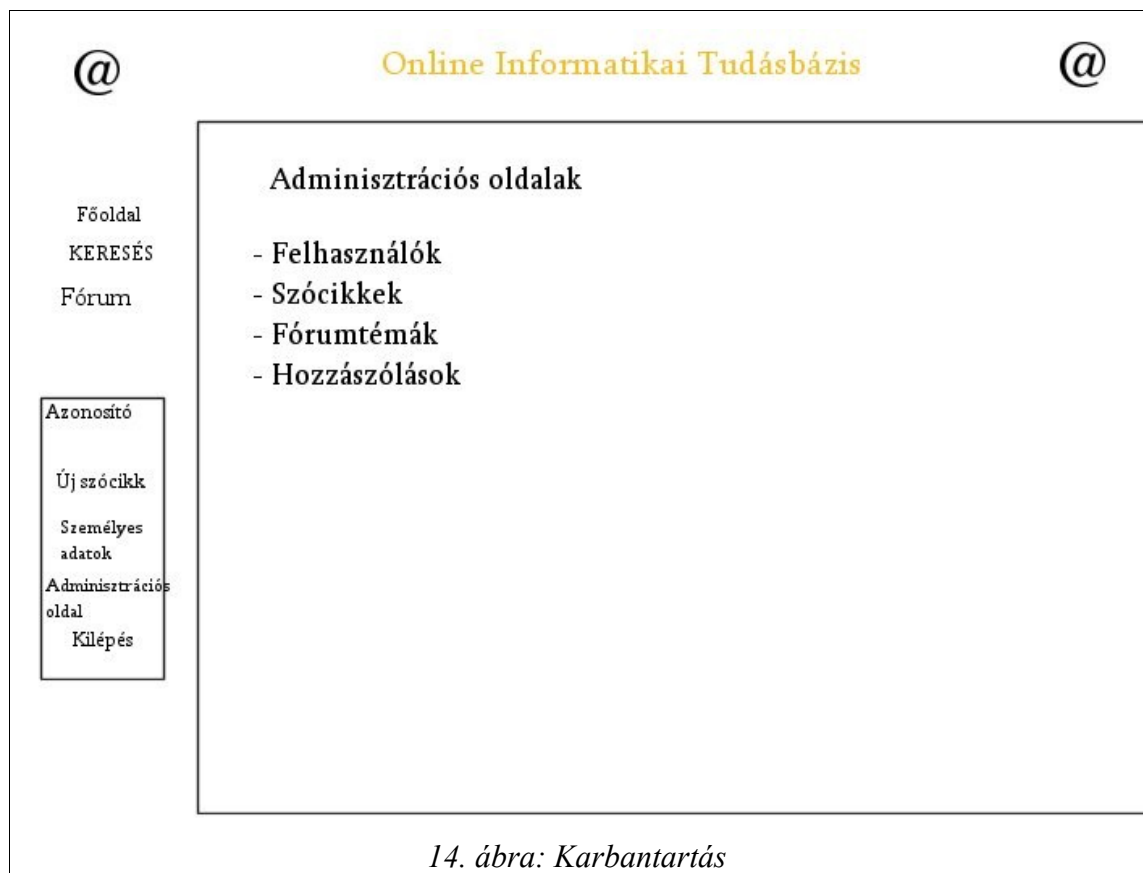 @ Online Informatikai Tudásbázis @
Főoldal
KERESÉS
Fórum
Azonosító
Új szócikk
Személyes
adatok
Adminisztrációs
oldal
Kilépés
Adminisztrációs oldalak
- Felhasználók
- Szócikkek
- Fórumtémák
- Hozzászólások
14. ábra: Karbantartás